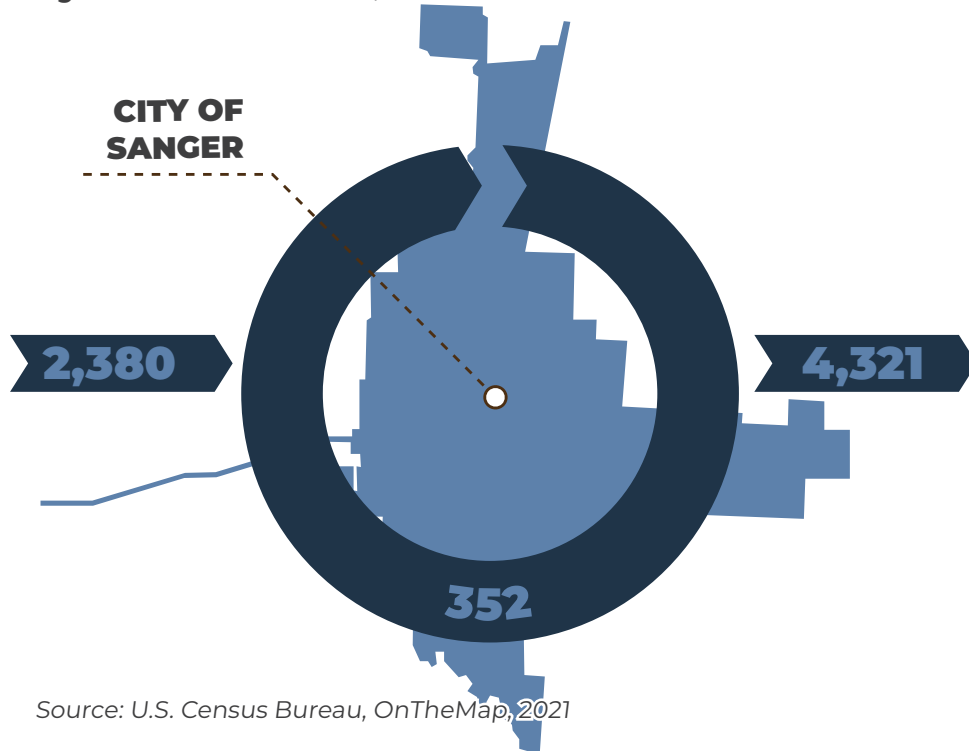 CITY OF
SANGER
2,380
4,321
352
Source: U.S. Census Bureau, OnTheMap, 2021